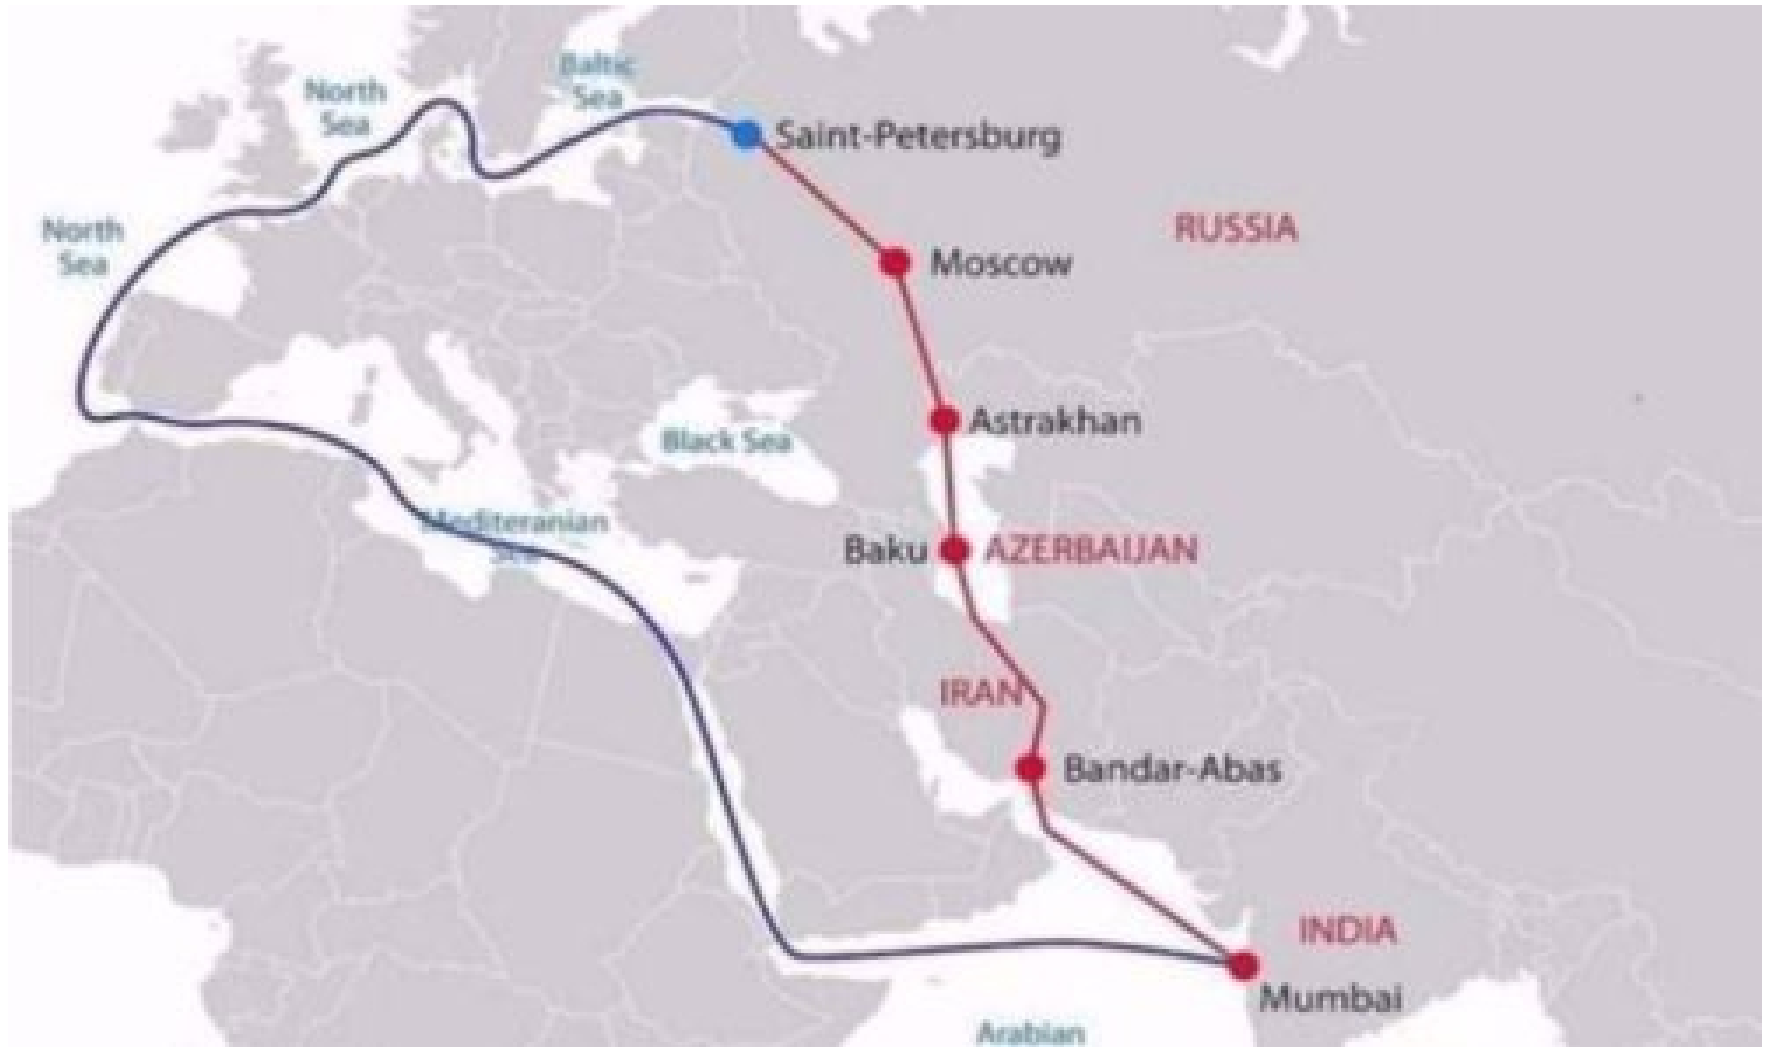 Baltic
Sea
North
Sea
Saint-Petersburg
North
Sea
RUSSIA
Moscow
Astrakhan
Black Sea
Mediteranian
Sea
Baku
AZERBAIJAN
IRAN
Bandar-Abas
INDIA
Mumbai
Arabian